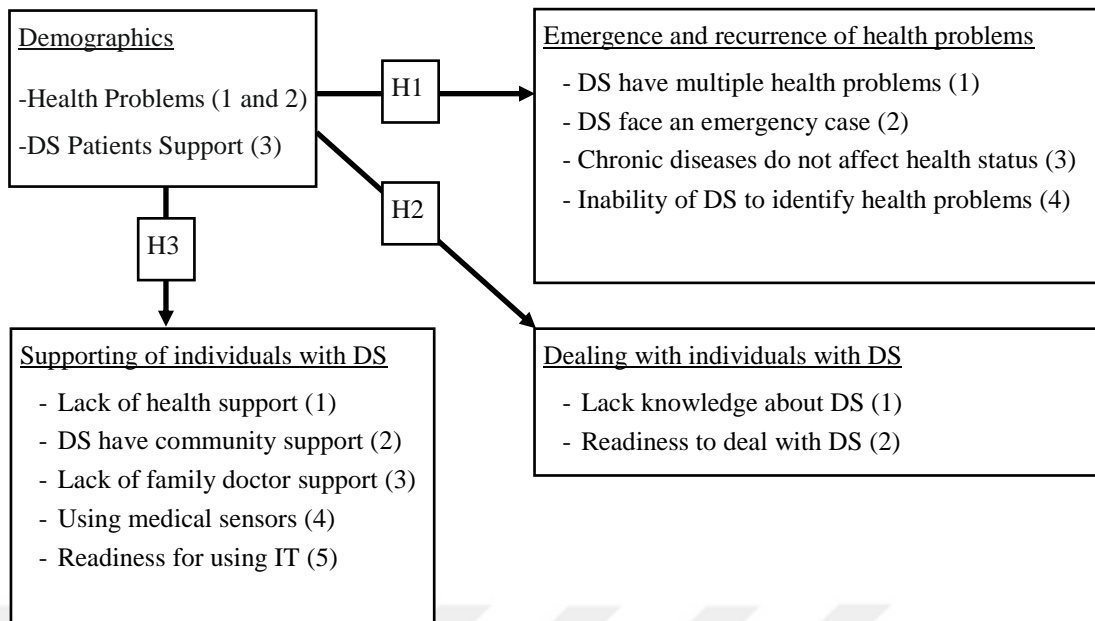 Demographics
-Health Problems (1 and 2)
-DS Patients Support (3)
H1
H2
H3
Emergence and recurrence of health problems
- DS have multiple health problems (1)
- DS face an emergency case (2)
- Chronic diseases do not affect health status (3)
- Inability of DS to identify health problems (4)
Supporting of individuals with DS
- Lack of health support (1)
- DS have community support (2)
- Lack of family doctor support (3)
- Using medical sensors (4)
- Readiness for using IT (5)
Dealing with individuals with DS
- Lack knowledge about DS (1)
- Readiness to deal with DS (2)